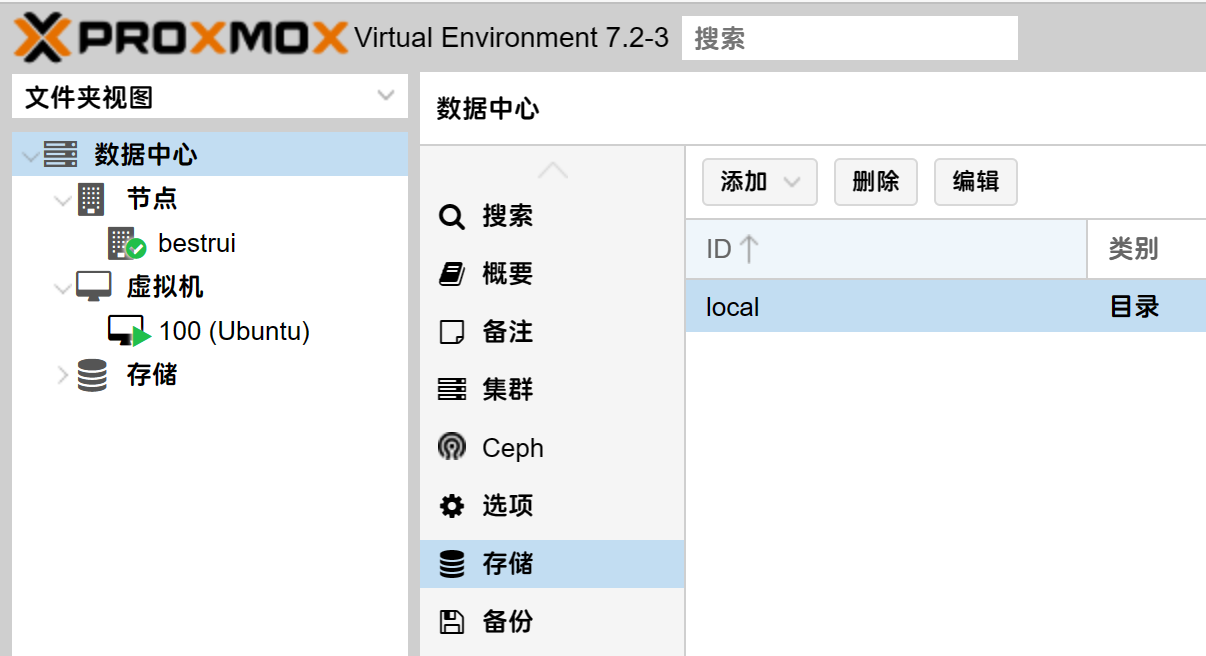 PROXMOX Virtual Environment 7.2-3 搜索
文件夹视图
数据中心
节点
bestrui
虚拟机
100 (Ubuntu)
存储
数据中心
搜索
概要
备注
集群
Ceph
选项
存储
备份
添加 删除 编辑
ID 类别
local 目录